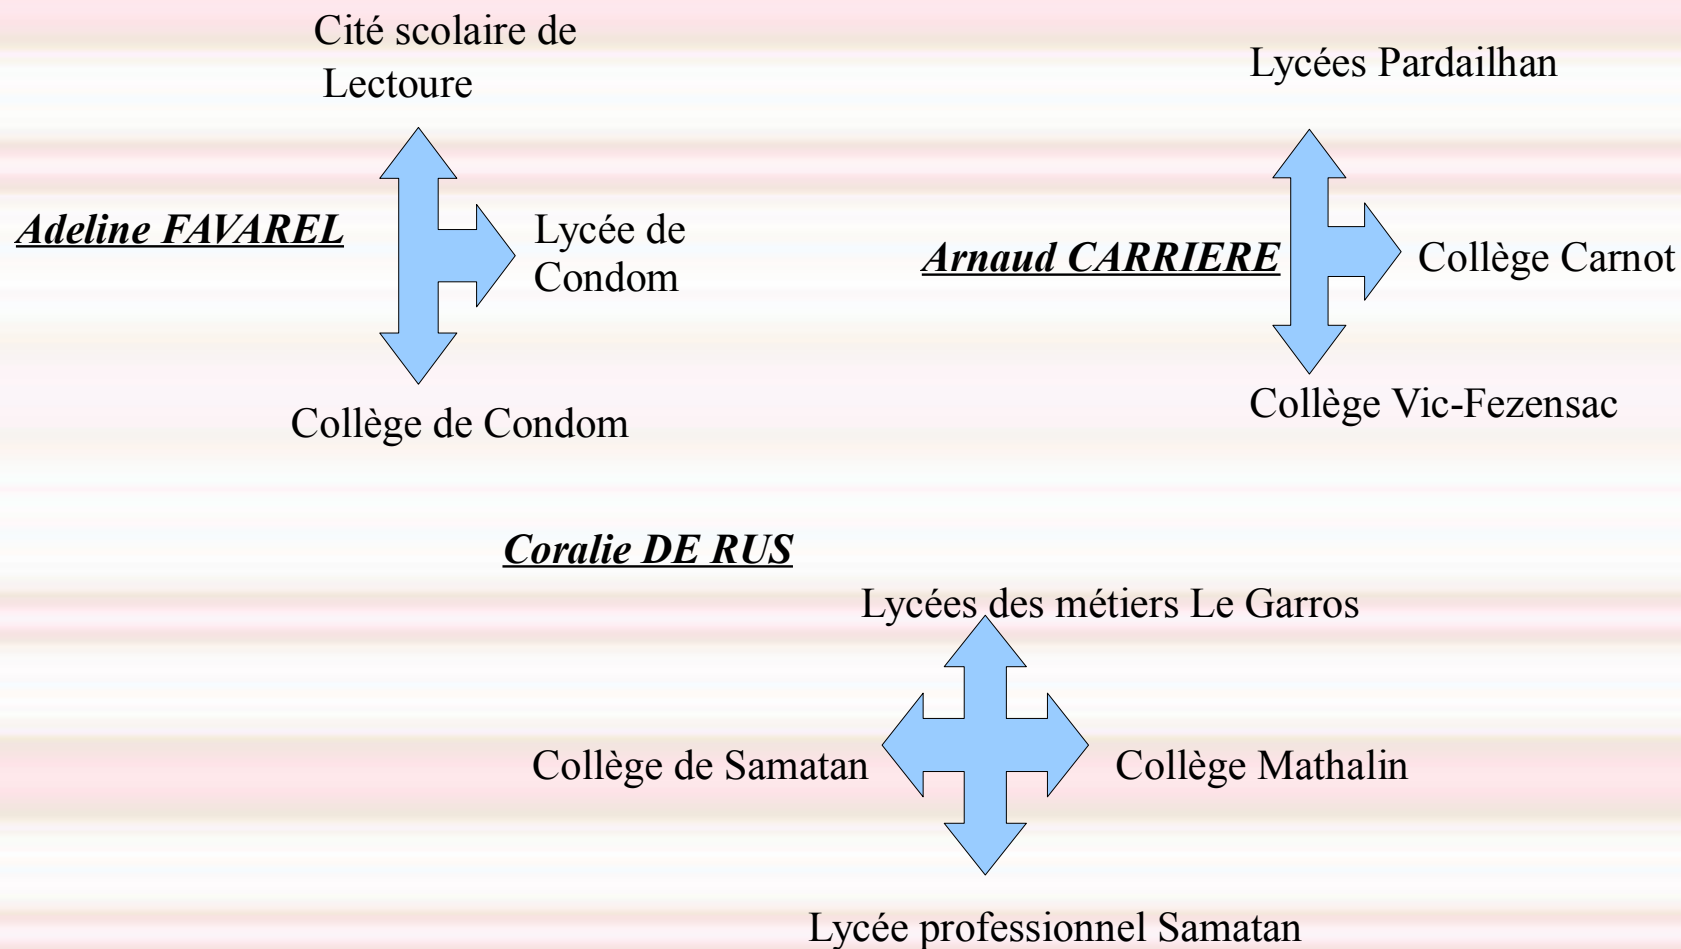 Cité scolaire de
Lectoure
Adeline FAVAREL
Lycée de
Condom
Collège de Condom
Lycées Pardailhan
Arnaud CARRIERE
Collège Carnot
Collège Vic-Fezensac
Coralie DE RUS
Lycées des métiers Le Garros
Collège de Samatan
Collège Mathalin
Lycée professionnel Samatan